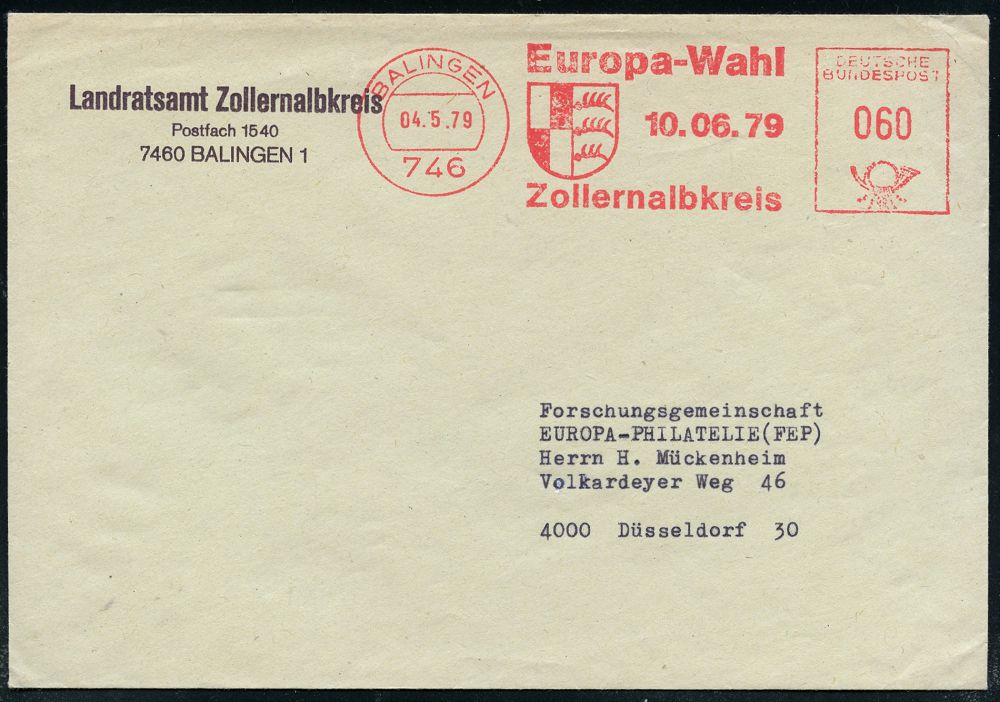 Landratsamt Zollernalbkreis
Postfach 1540
7460 BALINGEN 1
BALINGEN
04.5.79
746
Europa-Wahl
10.06.79
Zollernalbkreis
DEUTSCHE
BUNDESPOST
060
Forschungsgemeinschaft
EUROPA-PHILATELIE(FEP)
Herrn H. Mückenheim
Volkardeyer Weg 46
4000 Düsseldorf 30